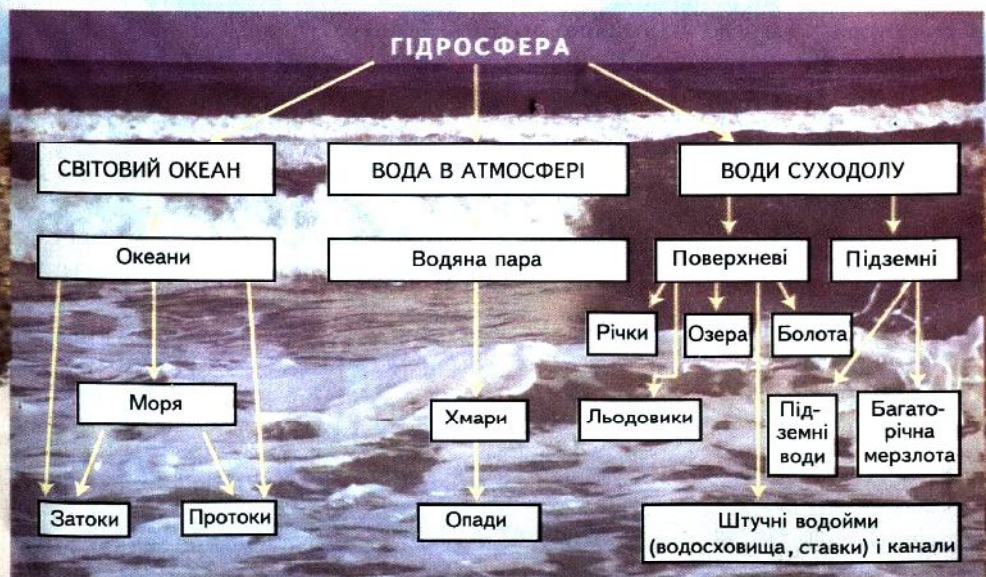 ГІДРОСФЕРА
СВІТОВИЙ ОКЕАН
ВОДА В АТМОСФЕРІ
ВОДИ СУХОДОЛУ
Океани
Водяна пара
Поверхневі
Підземні
Річки
Озера
Болота
Моря
Хмари
Льодовики
Під-
земні
води
Багато-
річна
мерзлота
Затоки
Протоки
Опади
Штучні водойми
(водосховища, ставки) і канали